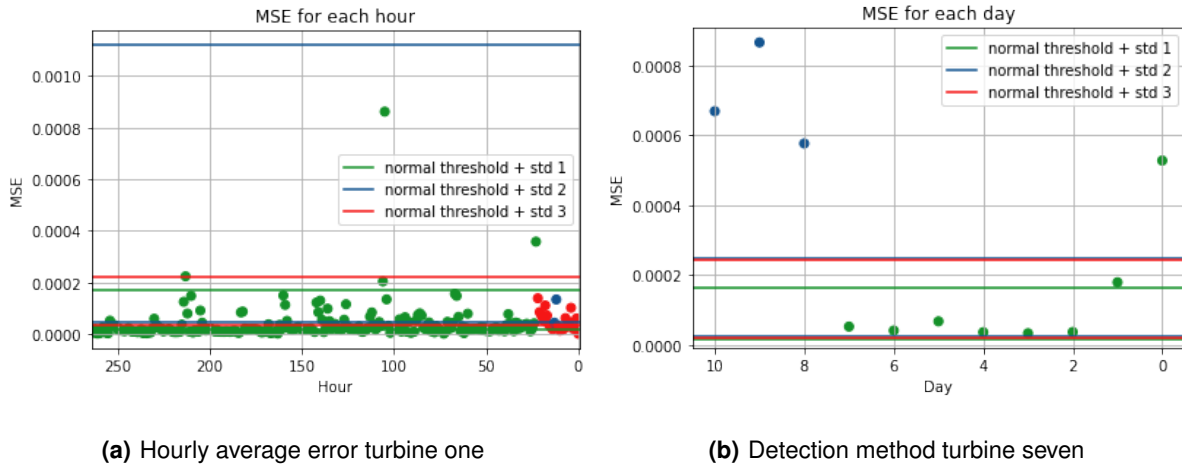 MSE for each hour
MSE
0.0010
0.0008
0.0006
0.0004
0.0002
0.0000
normal threshold + std 1
normal threshold + std 2
normal threshold + std 3
250 200 150 100 50 0
Hour
(a) Hourly average error turbine one
MSE for each day
MSE
0.0008
0.0006
0.0004
0.0002
0.0000
normal threshold + std 1
normal threshold + std 2
normal threshold + std 3
10 8 6 4 2 0
Day
(b) Detection method turbine seven